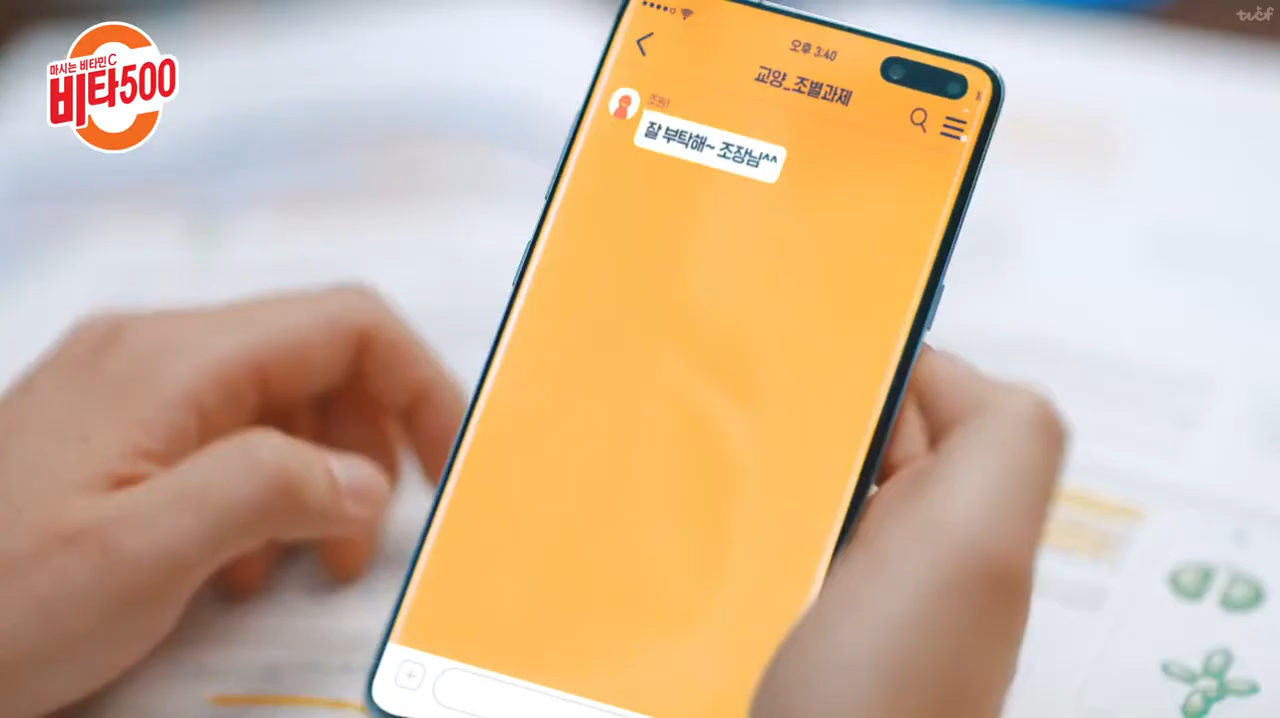 마시는 비타민C
비타500
tvcf
오후 3:40
교양_조별과제
조원1
잘 부탁해~ 조장님^^